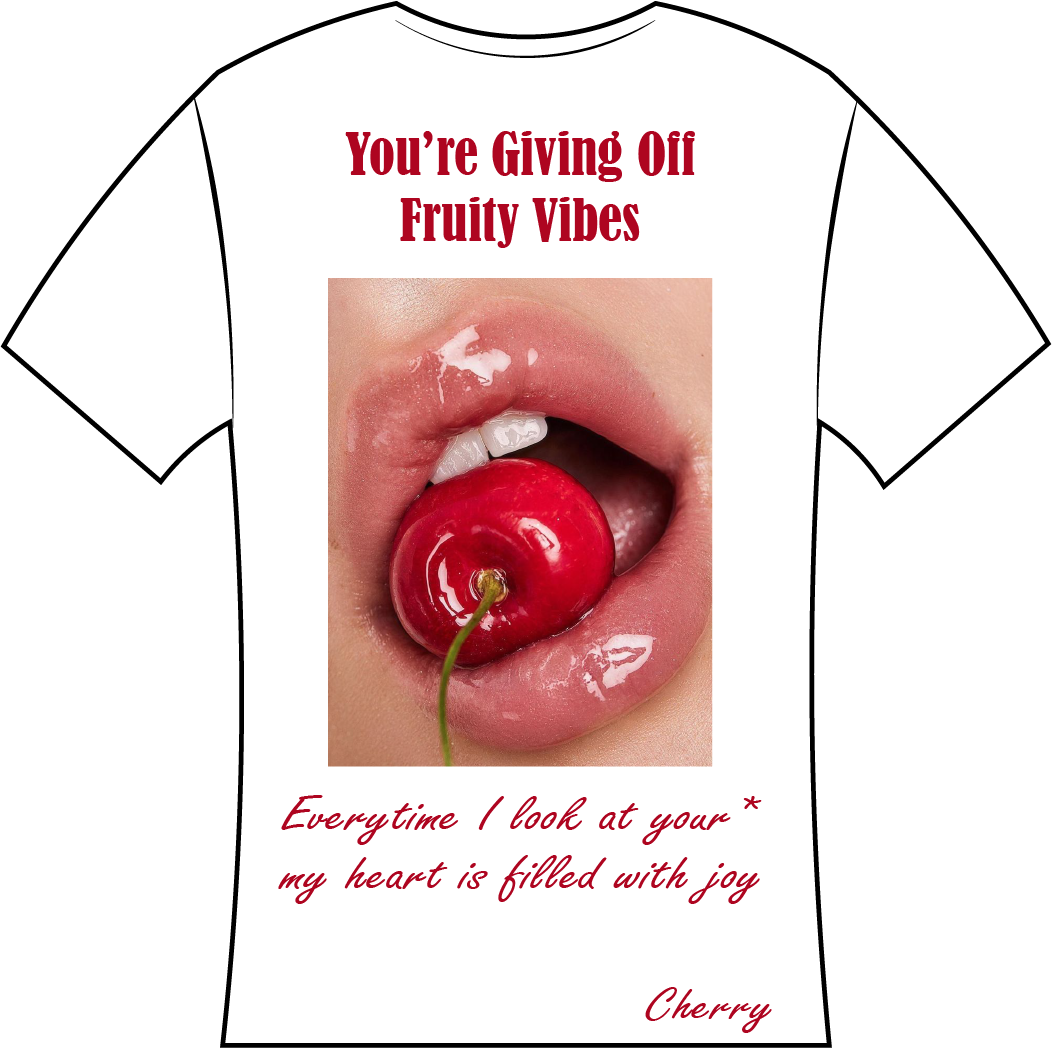 You're Giving Off
Fruity Vibes
Everytime I look at your*
my heart is filled with joy
Cherry